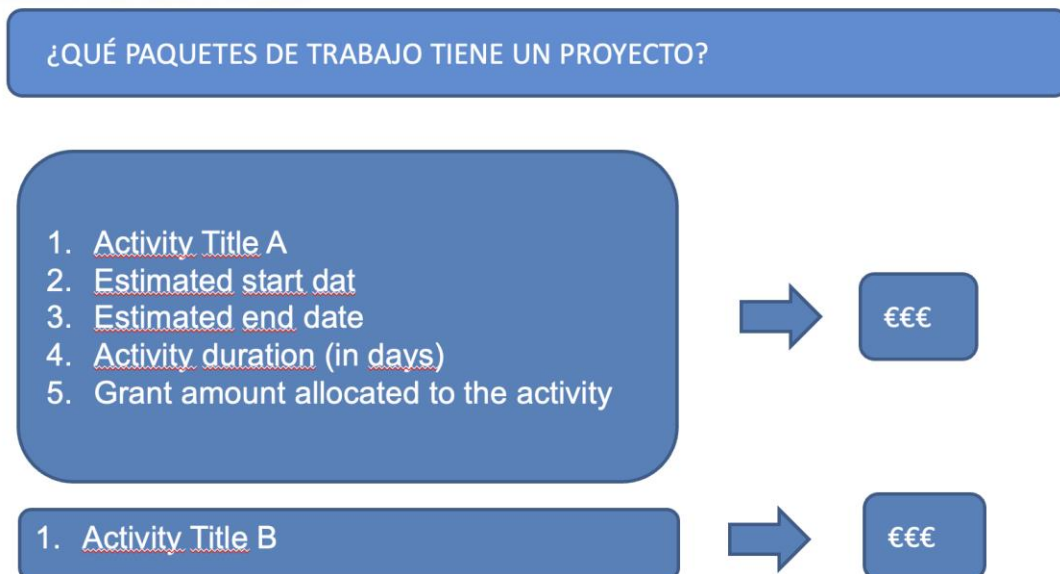 ¿QUÉ PAQUETES DE TRABAJO TIENE UN PROYECTO?
1. Activity Title A
2. Estimated start dat
3. Estimated end date
4. Activity duration (in days)
5. Grant amount allocated to the activity
€€€
1. Activity Title B
€€€